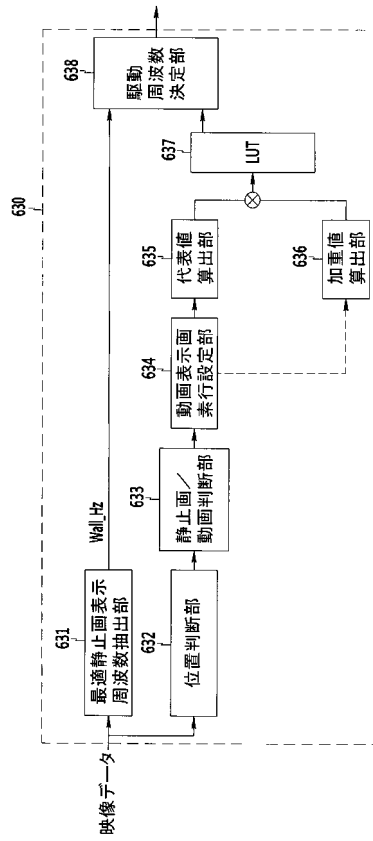 630
映像データ
631
最適静止画表示
周波数抽出部
Wall_Hz
632
位置判断部
633
静止画／
動画判断部
634
動画表示画
素行設定部
635
代表値
算出部
636
加重値
算出部
637
LUT
638
駆動
周波数
決定部